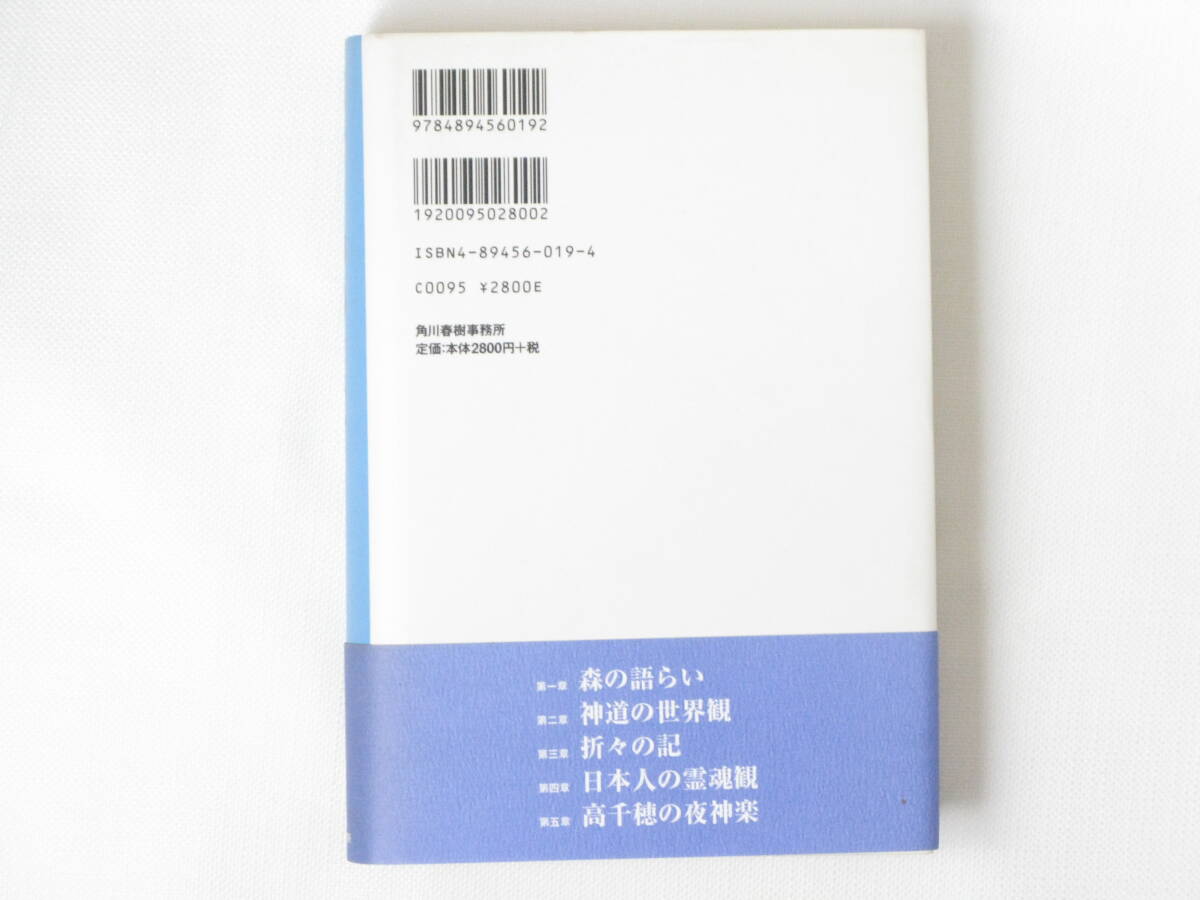 9784894560192
1920095028002
ISBN4-89456-019-4
C0095 ¥2800E
角川春樹事務所
定価:本体2800円+税
第一章 森の語らい
第二章 神道の世界観
第三章 折々の記
第四章 日本人の霊魂観
第五章 高千穂の夜神楽